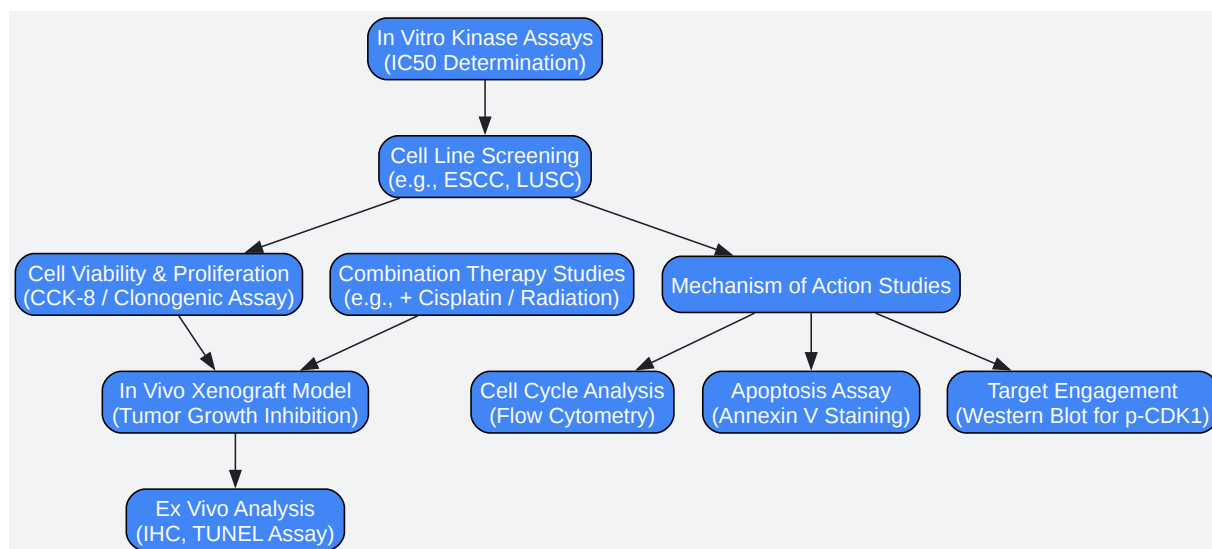 In Vitro Kinase Assays
(IC50 Determination)
Cell Line Screening
(e.g., ESCC, LUSC)
Cell Viability & Proliferation
(CCK-8 / Clonogenic Assay)
Combination Therapy Studies
(e.g., + Cisplatin / Radiation)
Mechanism of Action Studies
In Vivo Xenograft Model
(Tumor Growth Inhibition)
Cell Cycle Analysis
(Flow Cytometry)
Apoptosis Assay
(Annexin V Staining)
Target Engagement
(Western Blot for p-CDK1)
Ex Vivo Analysis
(IHC, TUNEL Assay)